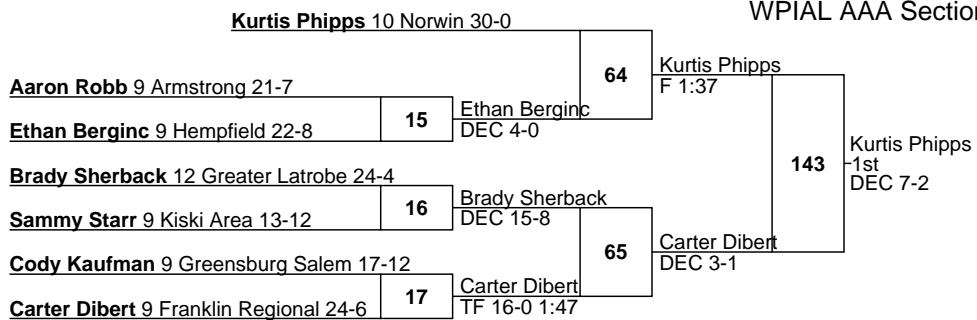 WPIAL AAA Section
Kurtis Phipps 10 Norwin 30-0
64
Kurtis Phipps
F 1:37
Aaron Robb 9 Armstrong 21-7
15
Ethan Berginc
DEC 4-0
Ethan Berginc 9 Hempfield 22-8
143
Kurtis Phipps
1st
DEC 7-2
Brady Sherback 12 Greater Latrobe 24-4
16
Brady Sherback
DEC 15-8
Sammy Starr 9 Kiski Area 13-12
65
Carter Dibert
DEC 3-1
Cody Kaufman 9 Greensburg Salem 17-12
17
Carter Dibert
TF 16-0 1:47
Carter Dibert 9 Franklin Regional 24-6